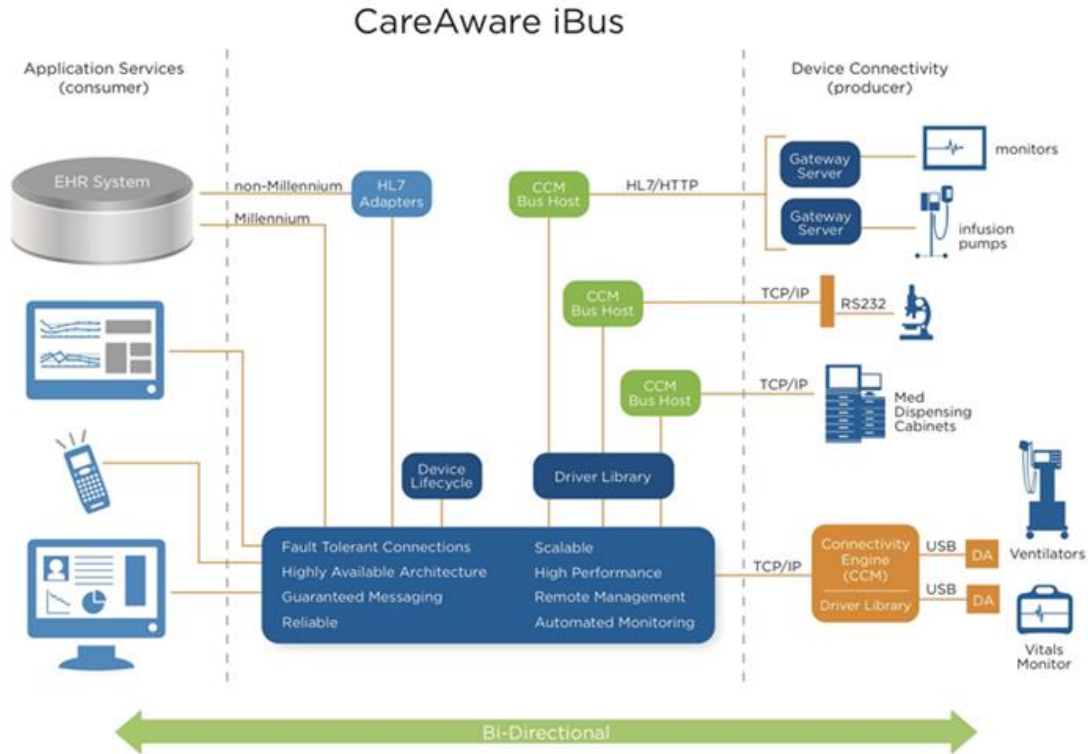 CareAware iBus
Application Services
(consumer)
Device Connectivity
(producer)
EHR System
non-Millennium
Millennium
HL7
Adapters
CCM
Bus Host
HL7/HTTP
Gateway
Server
monitors
Gateway
Server
infusion
pumps
CCM
Bus Host
TCP/IP
RS232
CCM
Bus Host
TCP/IP
Med
Dispensing
Cabinets
Device
Lifecycle
Driver Library
Fault Tolerant Connections
Highly Available Architecture
Guaranteed Messaging
Reliable
Scalable
High Performance
Remote Management
Automated Monitoring
TCP/IP
Connectivity
Engine
(CCM)
Driver Library
USB
DA
Ventilators
USB
DA
Vitals
Monitor
Bi-Directional